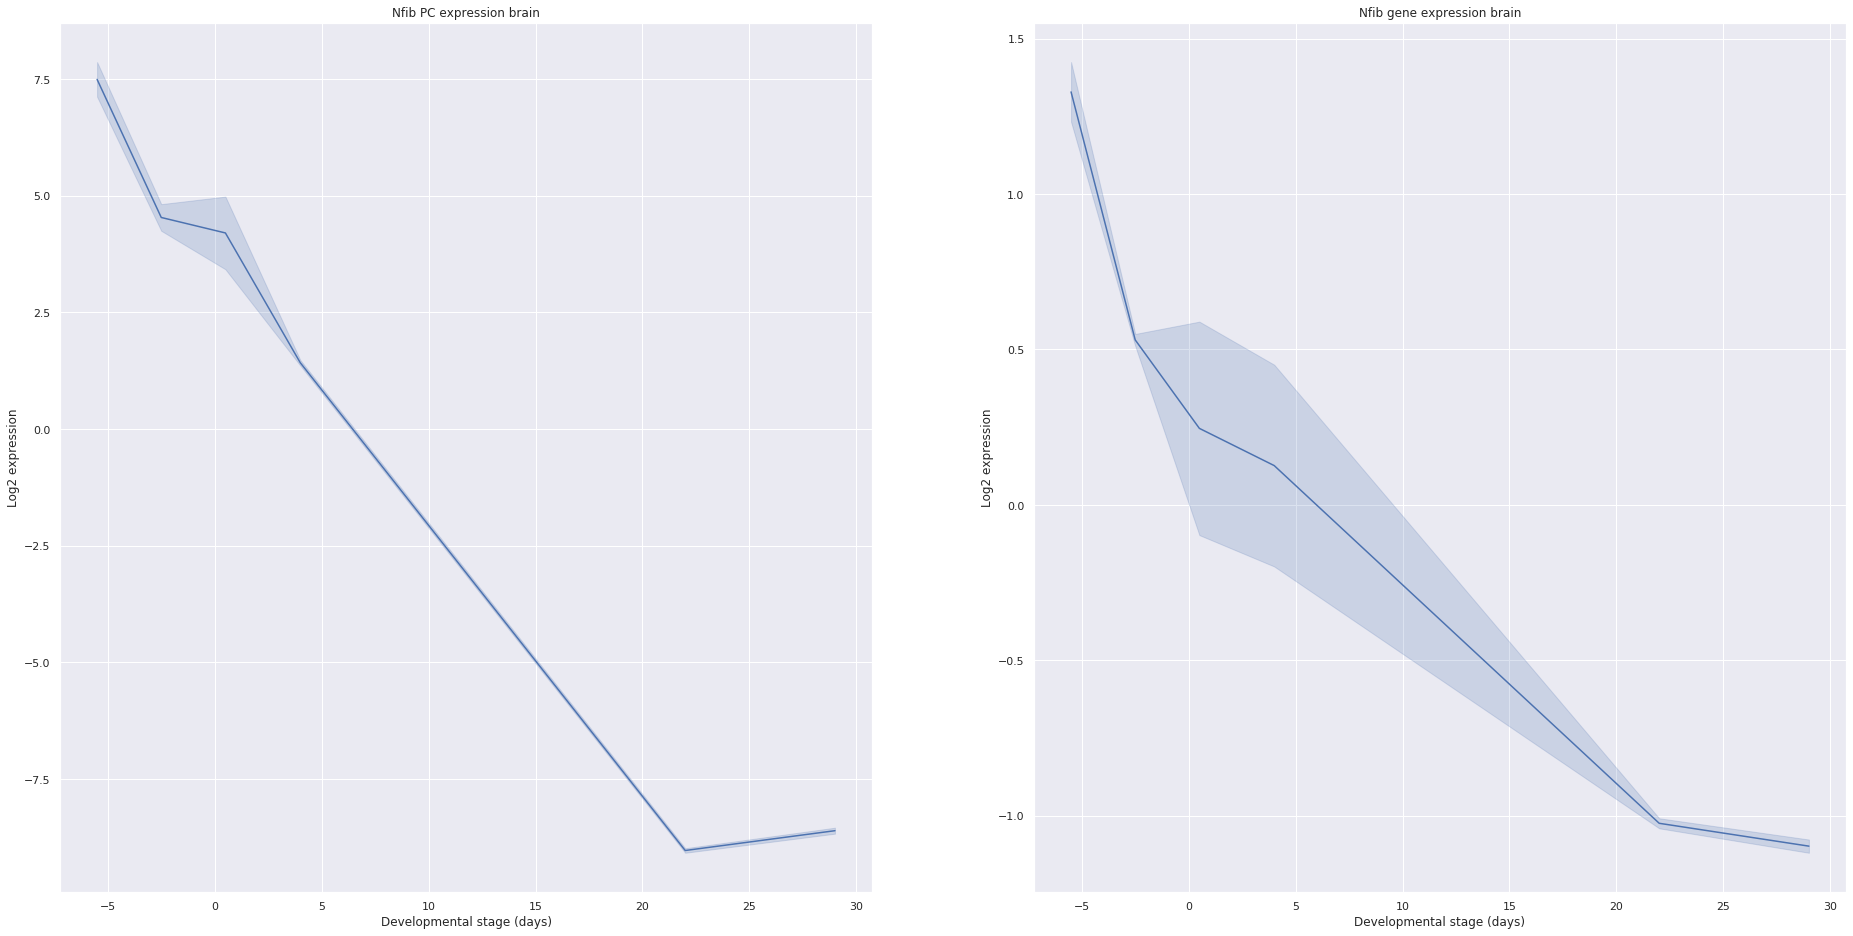 Nfib PC expression brain
7.5
5.0
2.5
0.0
−2.5
−5.0
−7.5
Log2 expression
−5 0 5 10 15 20 25 30
Developmental stage (days)
Nfib gene expression brain
1.5
1.0
0.5
0.0
−0.5
−1.0
Log2 expression
−5 0 5 10 15 20 25 30
Developmental stage (days)